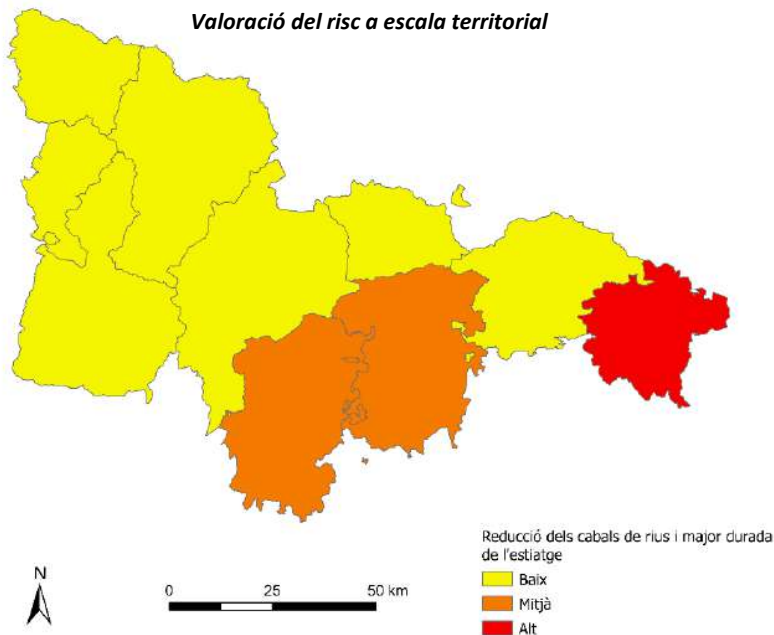 Valoració del risc a escala territorial
Reducció dels cabals de rius i major durada
de l'estiatge
Baix
Mitjà
Alt
N
0 25 50 km